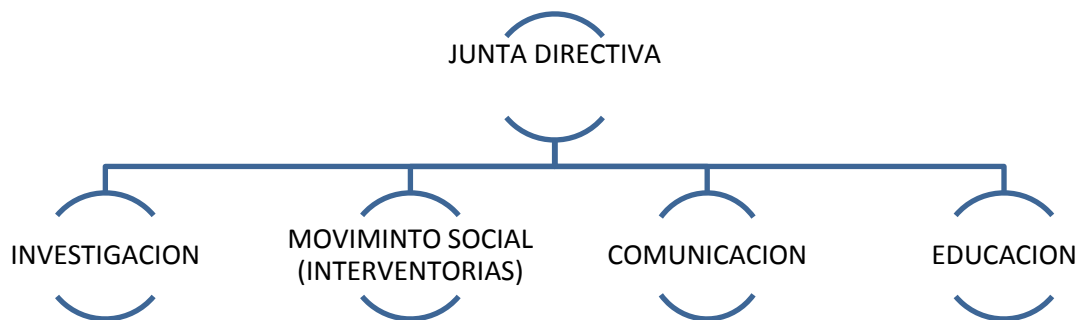 JUNTA DIRECTIVA
INVESTIGACION
MOVIMINTO SOCIAL
(INTERVENTORIAS)
COMUNICACION
EDUCACION